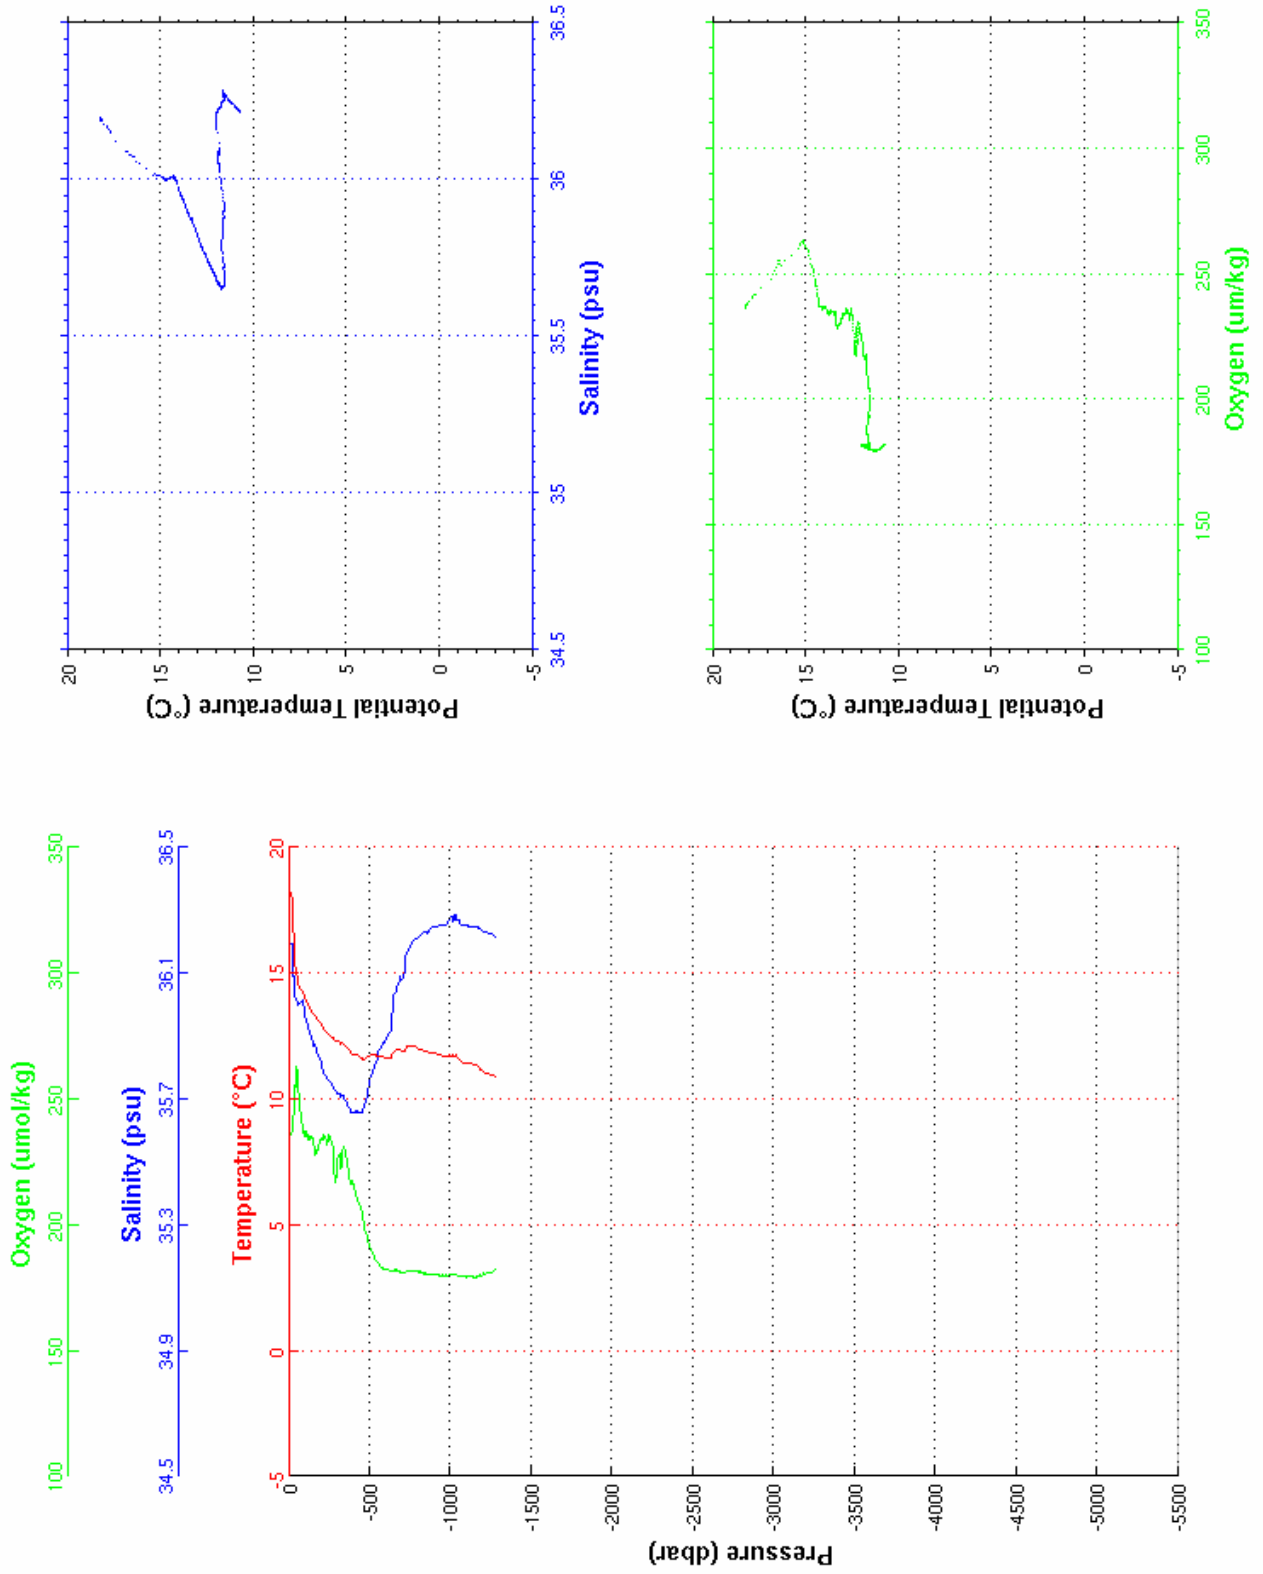 Oxygen (umol/kg)
100 150 200 250 300 350
Salinity (psu)
34.5 34.9 35.3 35.7 36.1 36.5
Temperature (°C)
-5 0 5 10 15 20
0
-500
-1000
-1500
-2000
-2500
-3000
-3500
-4000
-4500
-5000
-5500
Pressure (dbar)
20
15
10
5
0
-5
Potential Temperature (°C)
34.5 35 35.5 36 36.5
Salinity (psu)
20
15
10
5
0
-5
Potential Temperature (°C)
100 150 200 250 300 350
Oxygen (um/kg)